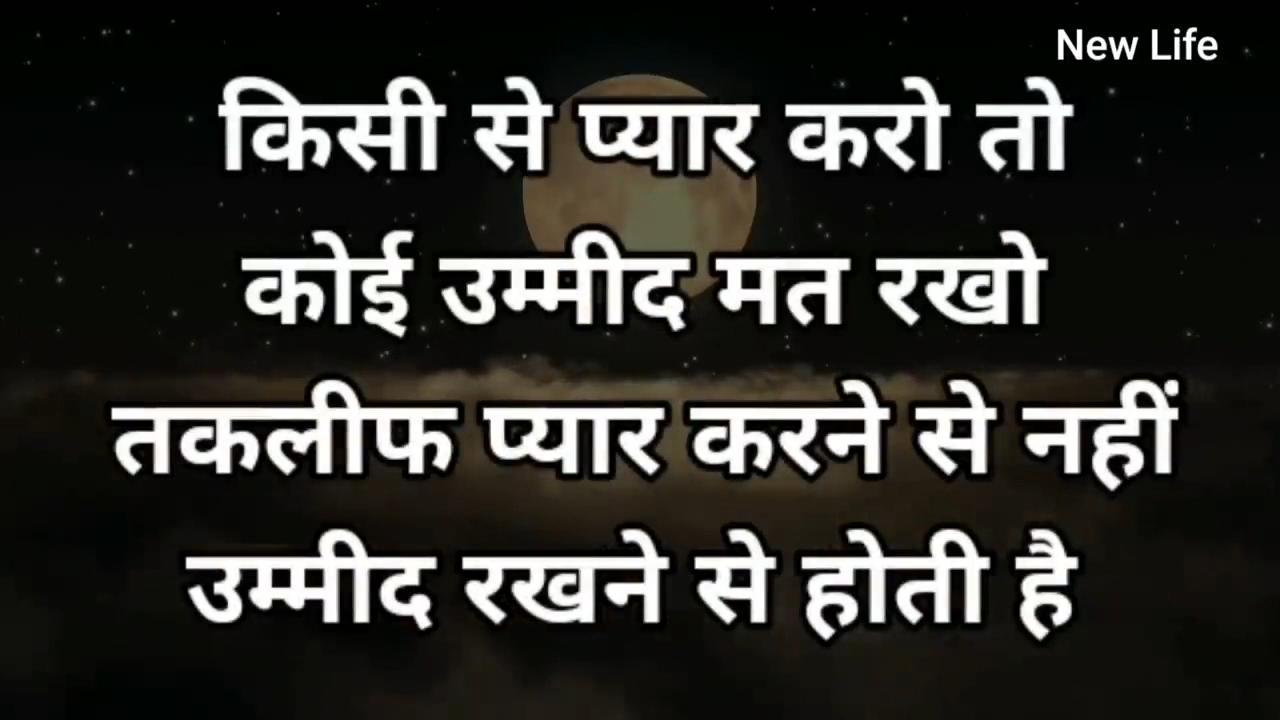 New Life
किसी से प्यार करो तो
कोई उम्मीद मत रखो
तकलीफ प्यार करने से नहीं
उम्मीद रखने से होती है